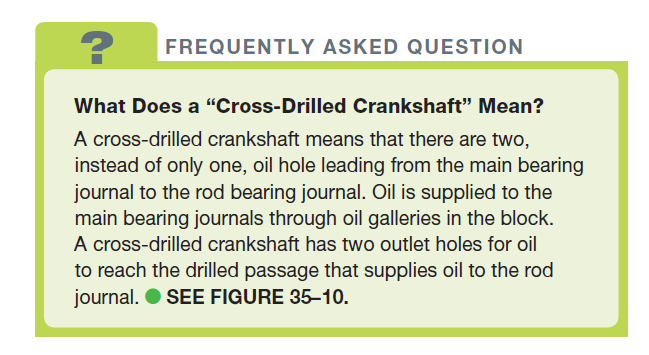 ?
FREQUENTLY ASKED QUESTION
What Does a “Cross-Drilled Crankshaft” Mean?
A cross-drilled crankshaft means that there are two,
instead of only one, oil hole leading from the main bearing
journal to the rod bearing journal. Oil is supplied to the
main bearing journals through oil galleries in the block.
A cross-drilled crankshaft has two outlet holes for oil
to reach the drilled passage that supplies oil to the rod
journal. ● SEE FIGURE 35–10.